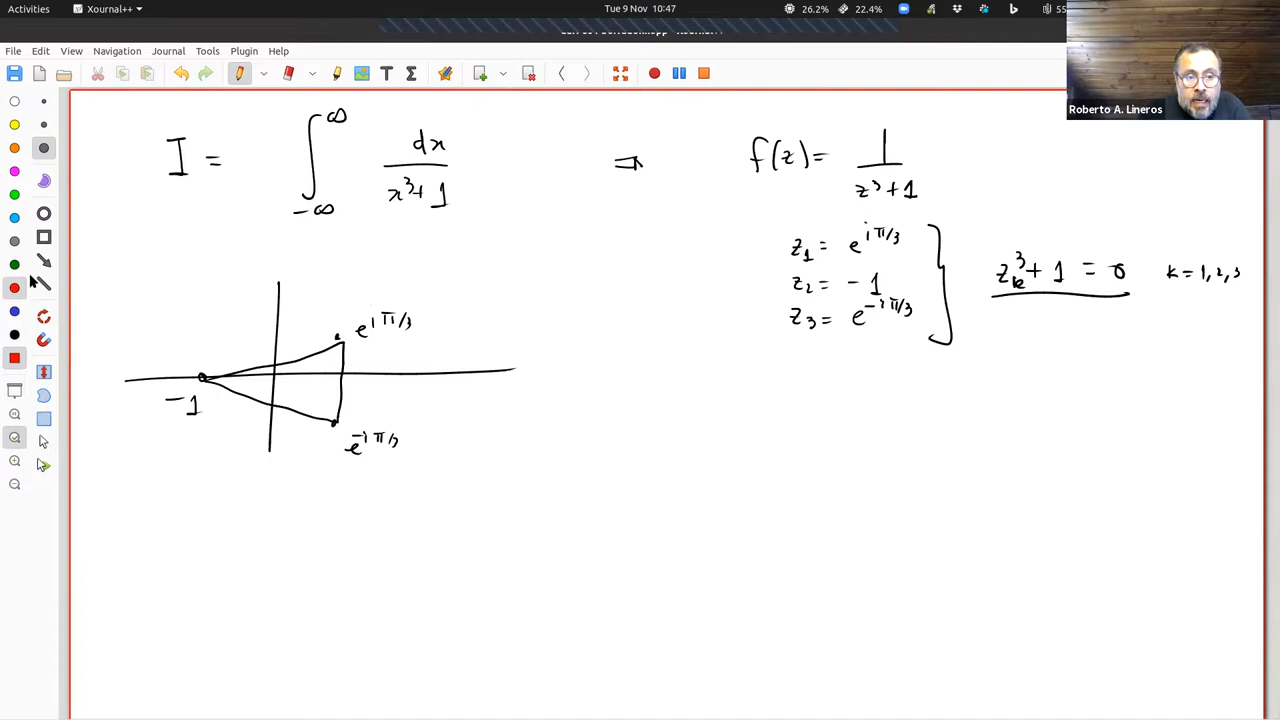 Activities Xournal++ Tue 9 Nov 10:47 26.2% 22.4%
File Edit View Navigation Journal Tools Plugin Help
Roberto A. Lineros
I = ∫_{-∞}^{∞} dx/(x³+1) ⇒ f(z) = 1/(z³+1)
z₁ = e^{iπ/3}
z₂ = -1
z₃ = e^{-iπ/3}
z_k³ + 1 = 0 k = 1, 2, 3
e^{iπ/3}
-1
e^{-iπ/3}